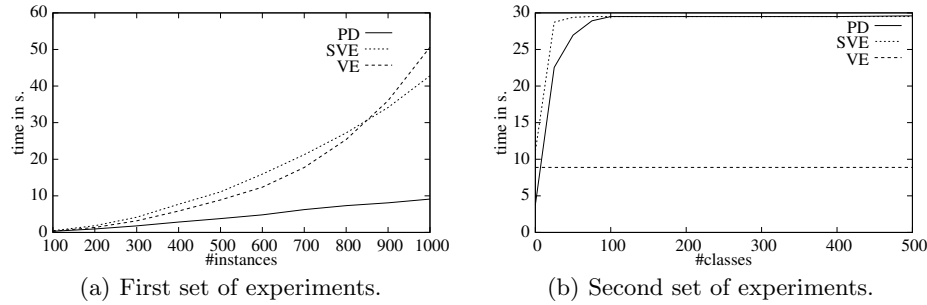 60
50
40
30
20
10
0
time in s.
PD
SVE
VE
100 200 300 400 500 600 700 800 900 1000
#instances
(a) First set of experiments.
30
25
20
15
10
5
0
time in s.
PD
SVE
VE
0 100 200 300 400 500
#classes
(b) Second set of experiments.